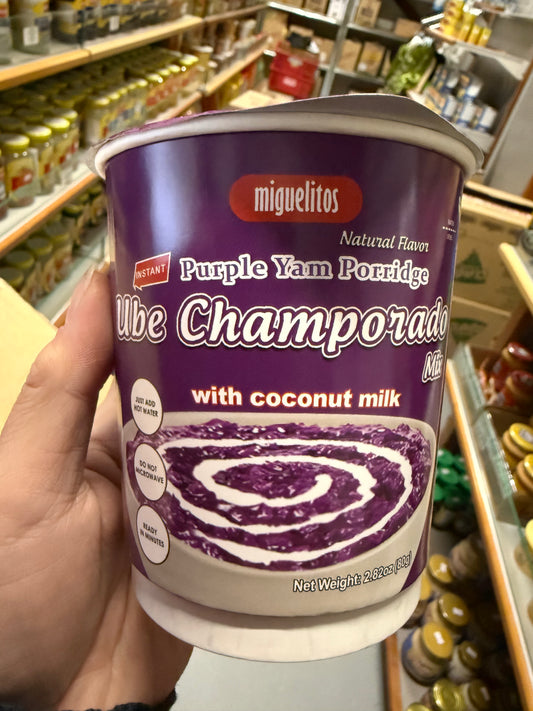 miguelitos
Natural Flavor
INSTANT
Purple Yam Porridge
Ube Champorado
Mix
with coconut milk
JUST ADD
HOT WATER
DO NOT
MICROWAVE
READY
IN MINUTES
Net Weight: 2.82oz (80g)